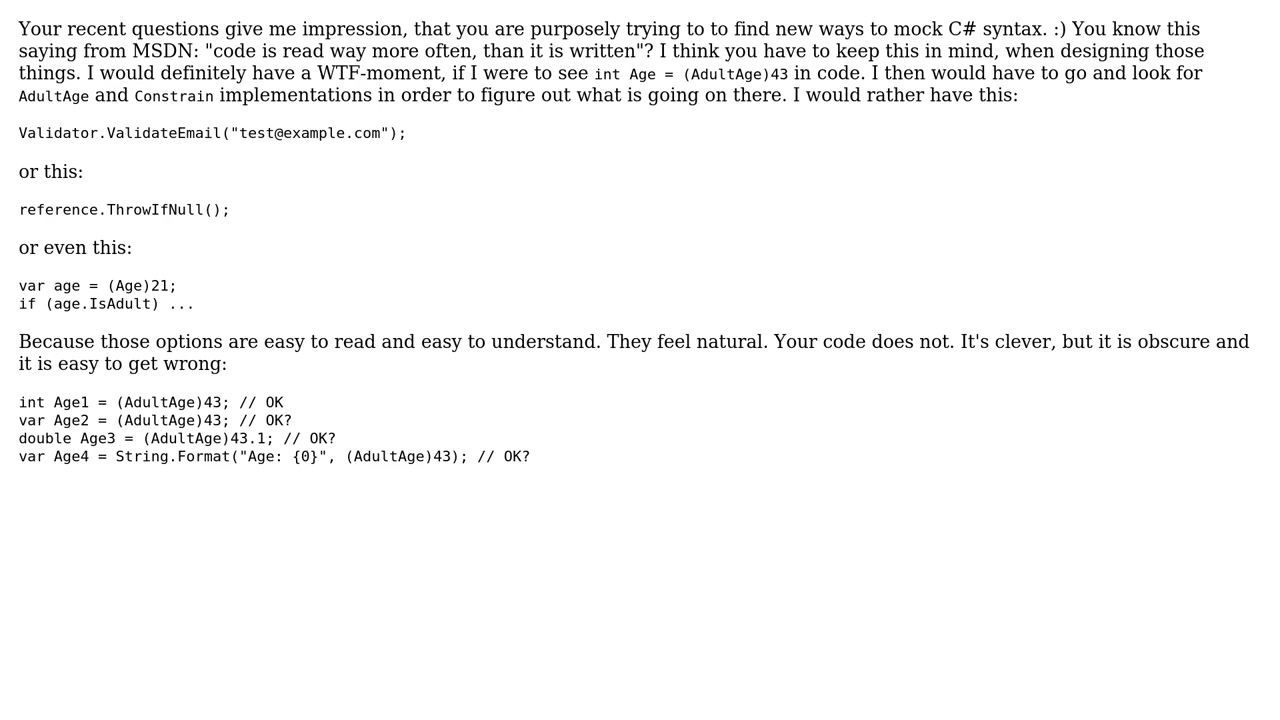 Your recent questions give me impression, that you are purposely trying to to find new ways to mock C# syntax. :) You know this
saying from MSDN: "code is read way more often, than it is written"? I think you have to keep this in mind, when designing those
things. I would definitely have a WTF-moment, if I were to see int Age = (AdultAge)43 in code. I then would have to go and look for
AdultAge and Constrain implementations in order to figure out what is going on there. I would rather have this:
Validator.ValidateEmail("test@example.com");
or this:
reference.ThrowIfNull();
or even this:
var age = (Age)21;
if (age.IsAdult) ...
Because those options are easy to read and easy to understand. They feel natural. Your code does not. It's clever, but it is obscure and
it is easy to get wrong:
int Age1 = (AdultAge)43; // OK
var Age2 = (AdultAge)43; // OK?
double Age3 = (AdultAge)43.1; // OK?
var Age4 = String.Format("Age: {0}", (AdultAge)43); // OK?